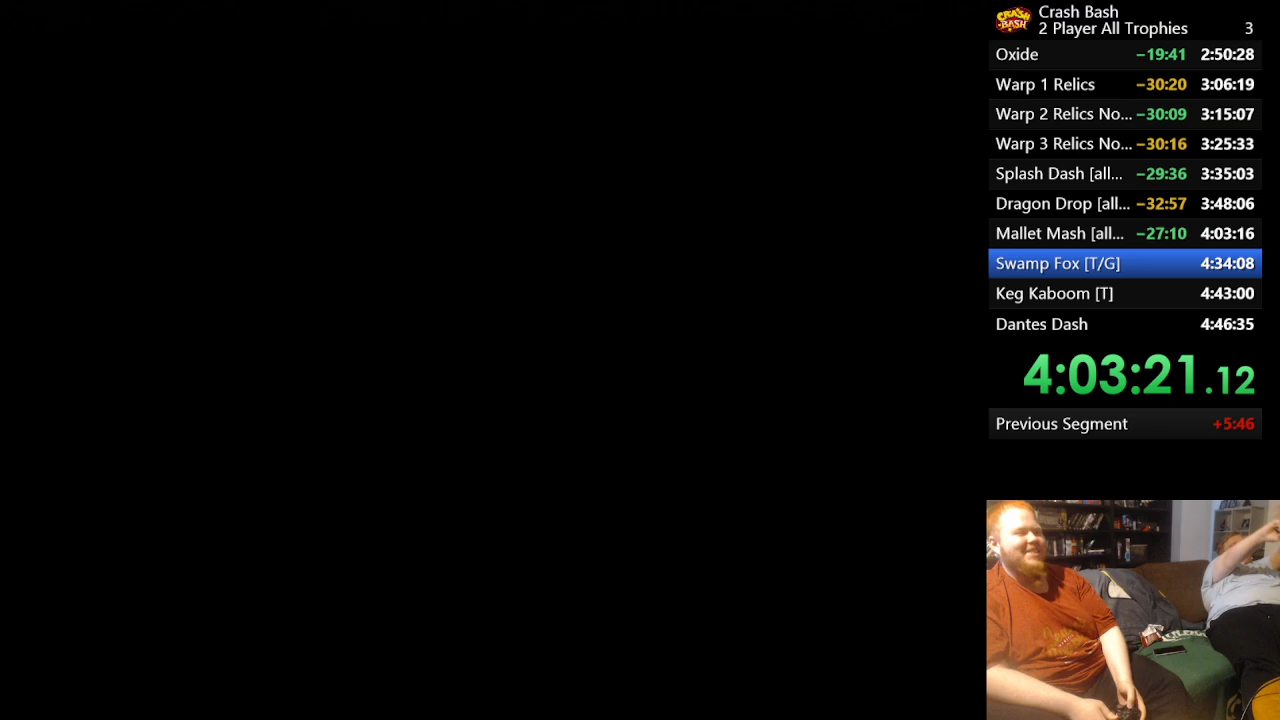 CRASH BASH
Crash Bash
2 Player All Trophies 3
Oxide −19:41 2:50:28
Warp 1 Relics −30:20 3:06:19
Warp 2 Relics No... −30:09 3:15:07
Warp 3 Relics No... −30:16 3:25:33
Splash Dash [all... −29:36 3:35:03
Dragon Drop [all... −32:57 3:48:06
Mallet Mash [all... −27:10 4:03:16
Swamp Fox [T/G] 4:34:08
Keg Kaboom [T] 4:43:00
Dantes Dash 4:46:35
4:03:21.12
Previous Segment +5:46